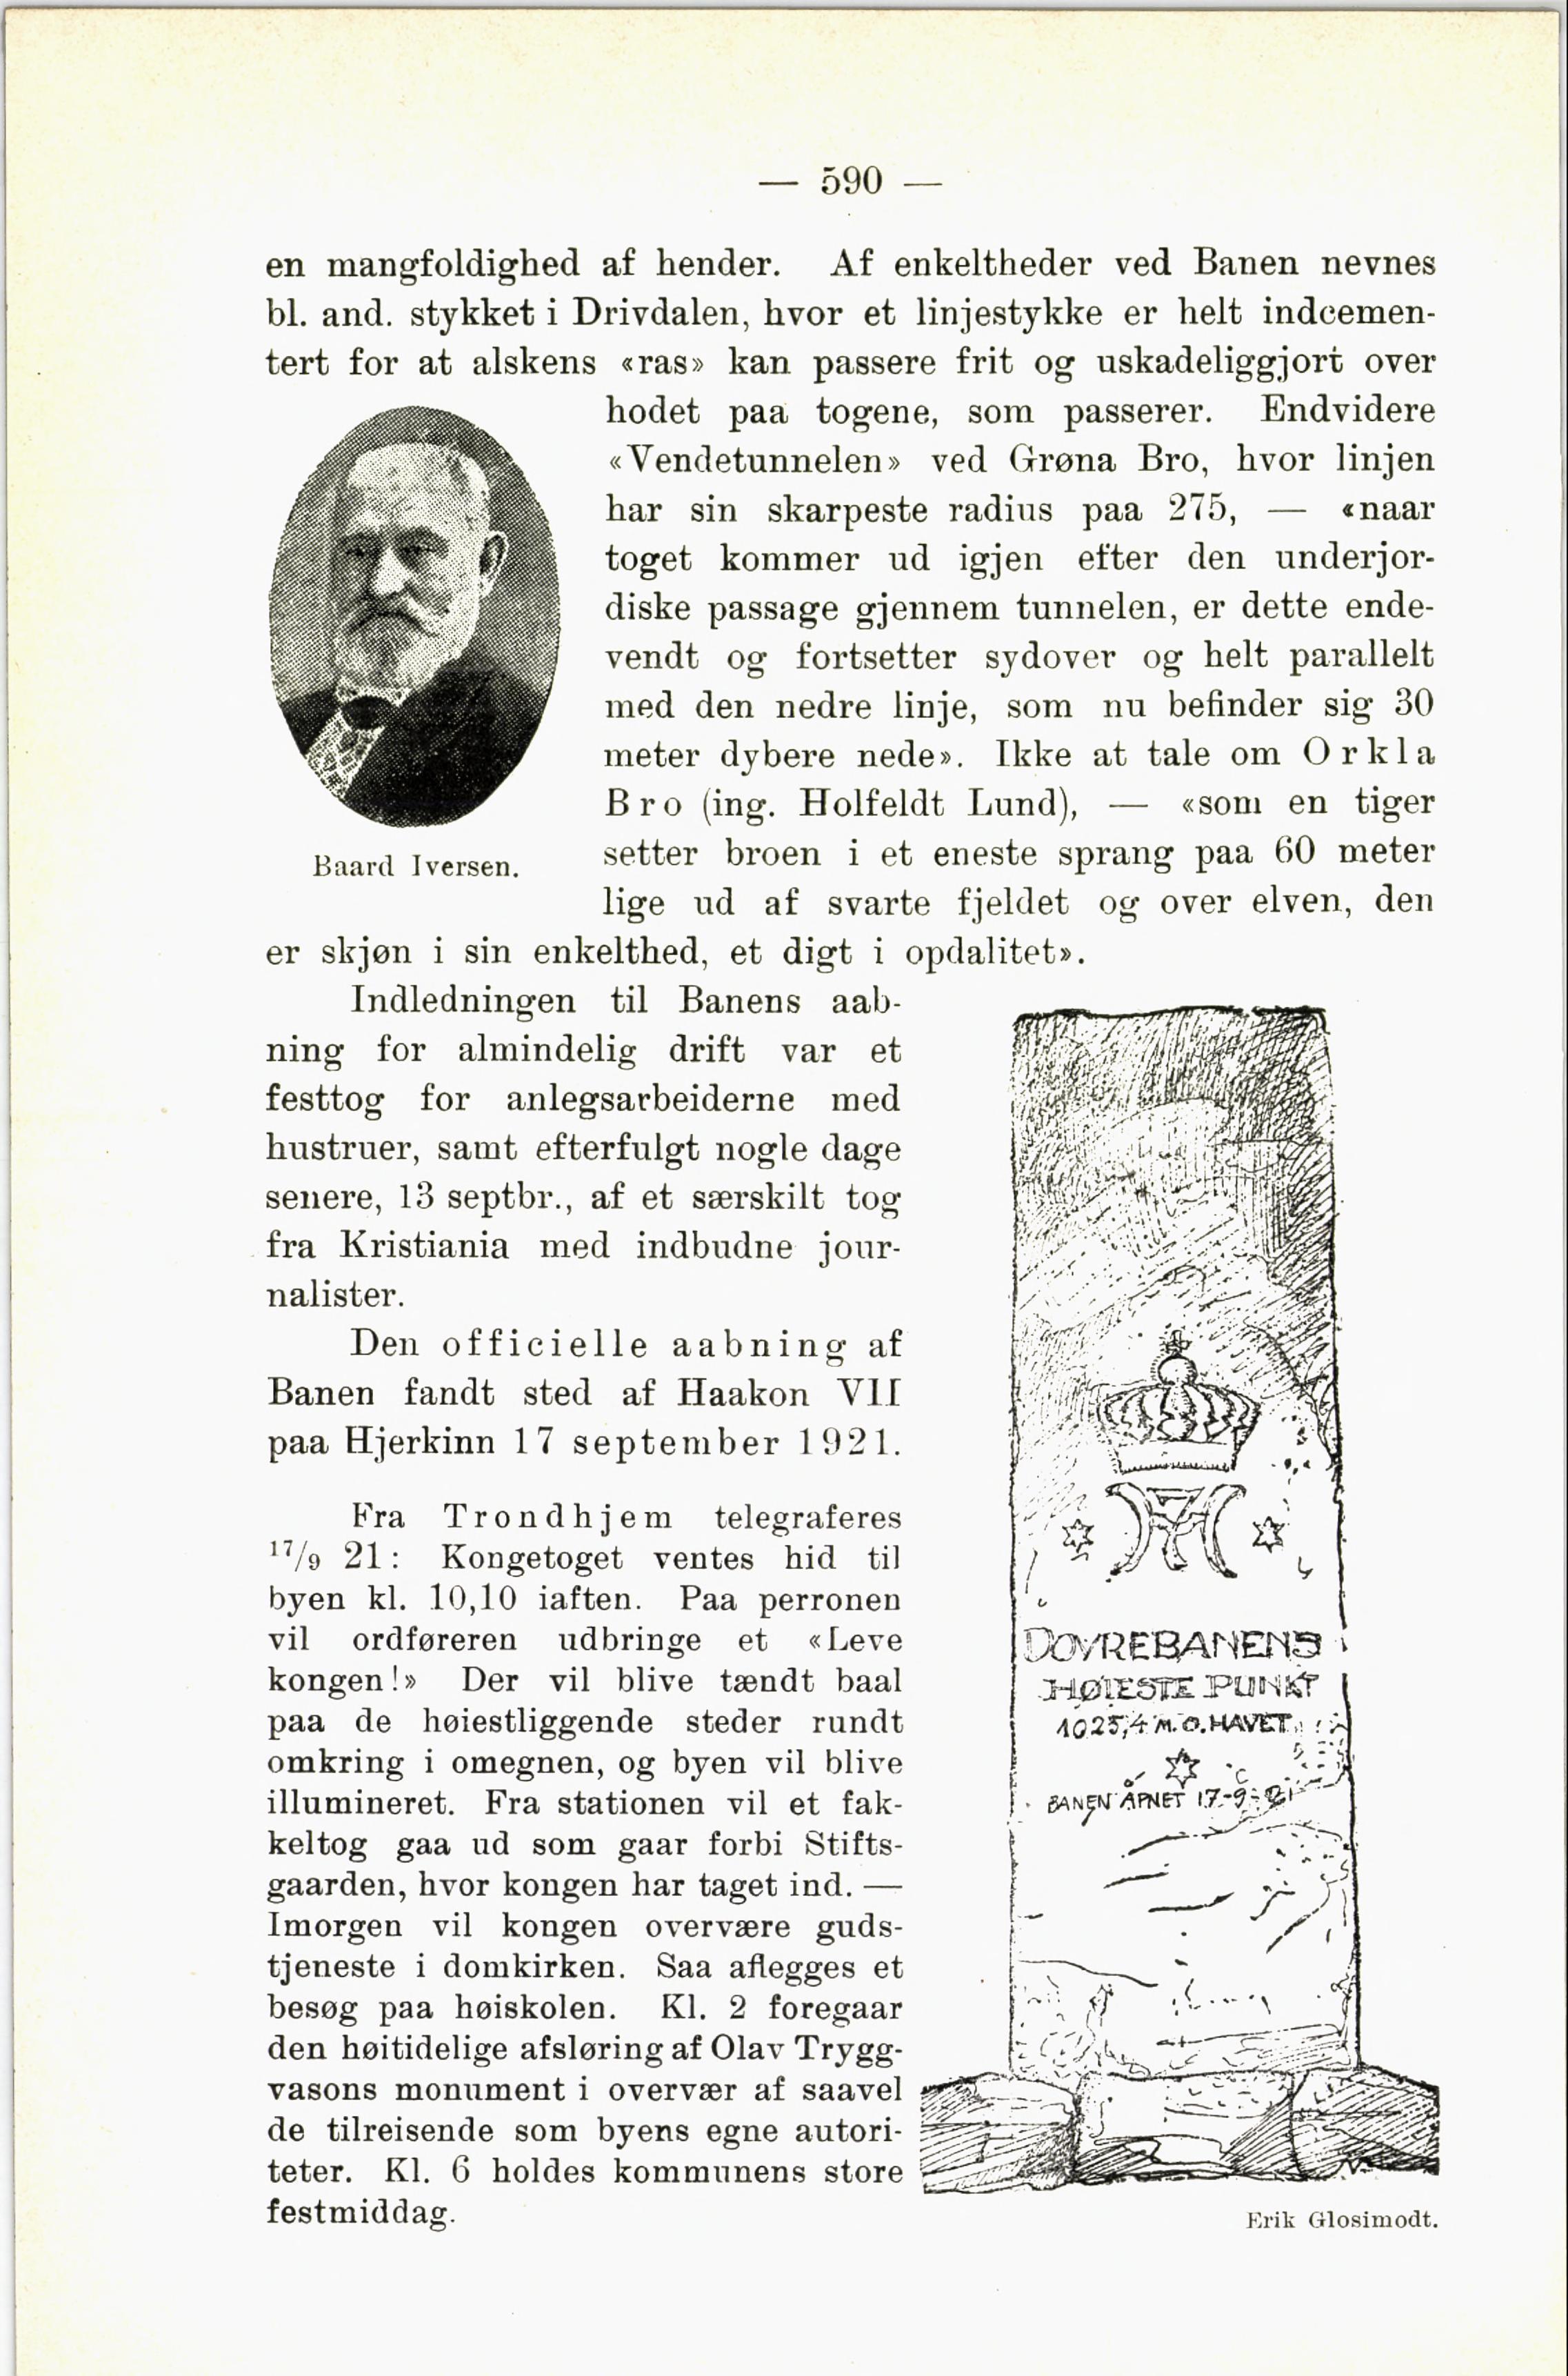 — 590 —
en mangfoldighed af hender. Af enkeltheder ved Banen nevnes
bl. and. stykket i Drivdalen, hvor et linjestykke er helt indcemen-
tert for at alskens «ras» kan passere frit og uskadeliggjort over
hodet paa togene, som passerer. Endvidere
«Vendetunnelen» ved Grøna Bro, hvor linjen
har sin skarpeste radius paa 275, — «naar
toget kommer ud igjen efter den underjor-
diske passage gjennem tunnelen, er dette ende-
vendt og fortsetter sydover og helt parallelt
med den nedre linje, som nu befinder sig 30
meter dybere nede». Ikke at tale om Orkla
Bro (ing. Holfeldt Lund), — «som en tiger
setter broen i et eneste sprang paa 60 meter
lige ud af svarte fjeldet og over elven, den
er skjøn i sin enkelthed, et digt i opdalitet».
Baard Iversen.
Indledningen til Banens aab-
ning for almindelig drift var et
festtog for anlegsarbeiderne med
hustruer, samt efterfulgt nogle dage
senere, 13 septbr., af et særskilt tog
fra Kristiania med indbudne jour-
nalister.
Den officielle aabning af
Banen fandt sted af Haakon VII
paa Hjerkinn 17 september 1921.
Fra Trondhjem telegraferes
17/9 21: Kongetoget ventes hid til
byen kl. 10,10 iaften. Paa perronen
vil ordføreren udbringe et «Leve
kongen!» Der vil blive tændt baal
paa de høiestliggende steder rundt
omkring i omegnen, og byen vil blive
illumineret. Fra stationen vil et fak-
keltog gaa ud som gaar forbi Stifts-
gaarden, hvor kongen har taget ind. —
Imorgen vil kongen overvære guds-
tjeneste i domkirken. Saa aflegges et
besøg paa høiskolen. Kl. 2 foregaar
den høitidelige afsløring af Olav Trygg-
vasons monument i overvær af saavel
de tilreisende som byens egne autori-
teter. Kl. 6 holdes kommunens store
festmiddag.
H7
DOVREBANENS
HØIESTE PUNKT
1025,4 M.O.HAVET
BANEN ÅPNET 17-9-21
Erik Glosimodt.